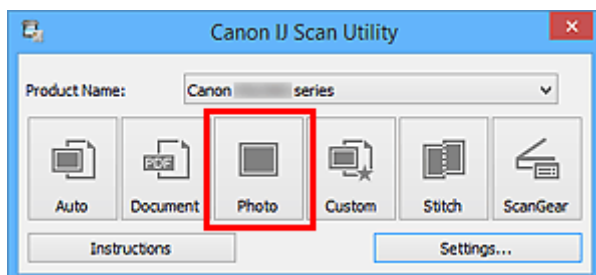 Canon IJ Scan Utility
Product Name: Canon series
PDF
Auto Document Photo Custom Stitch ScanGear
Instructions Settings...